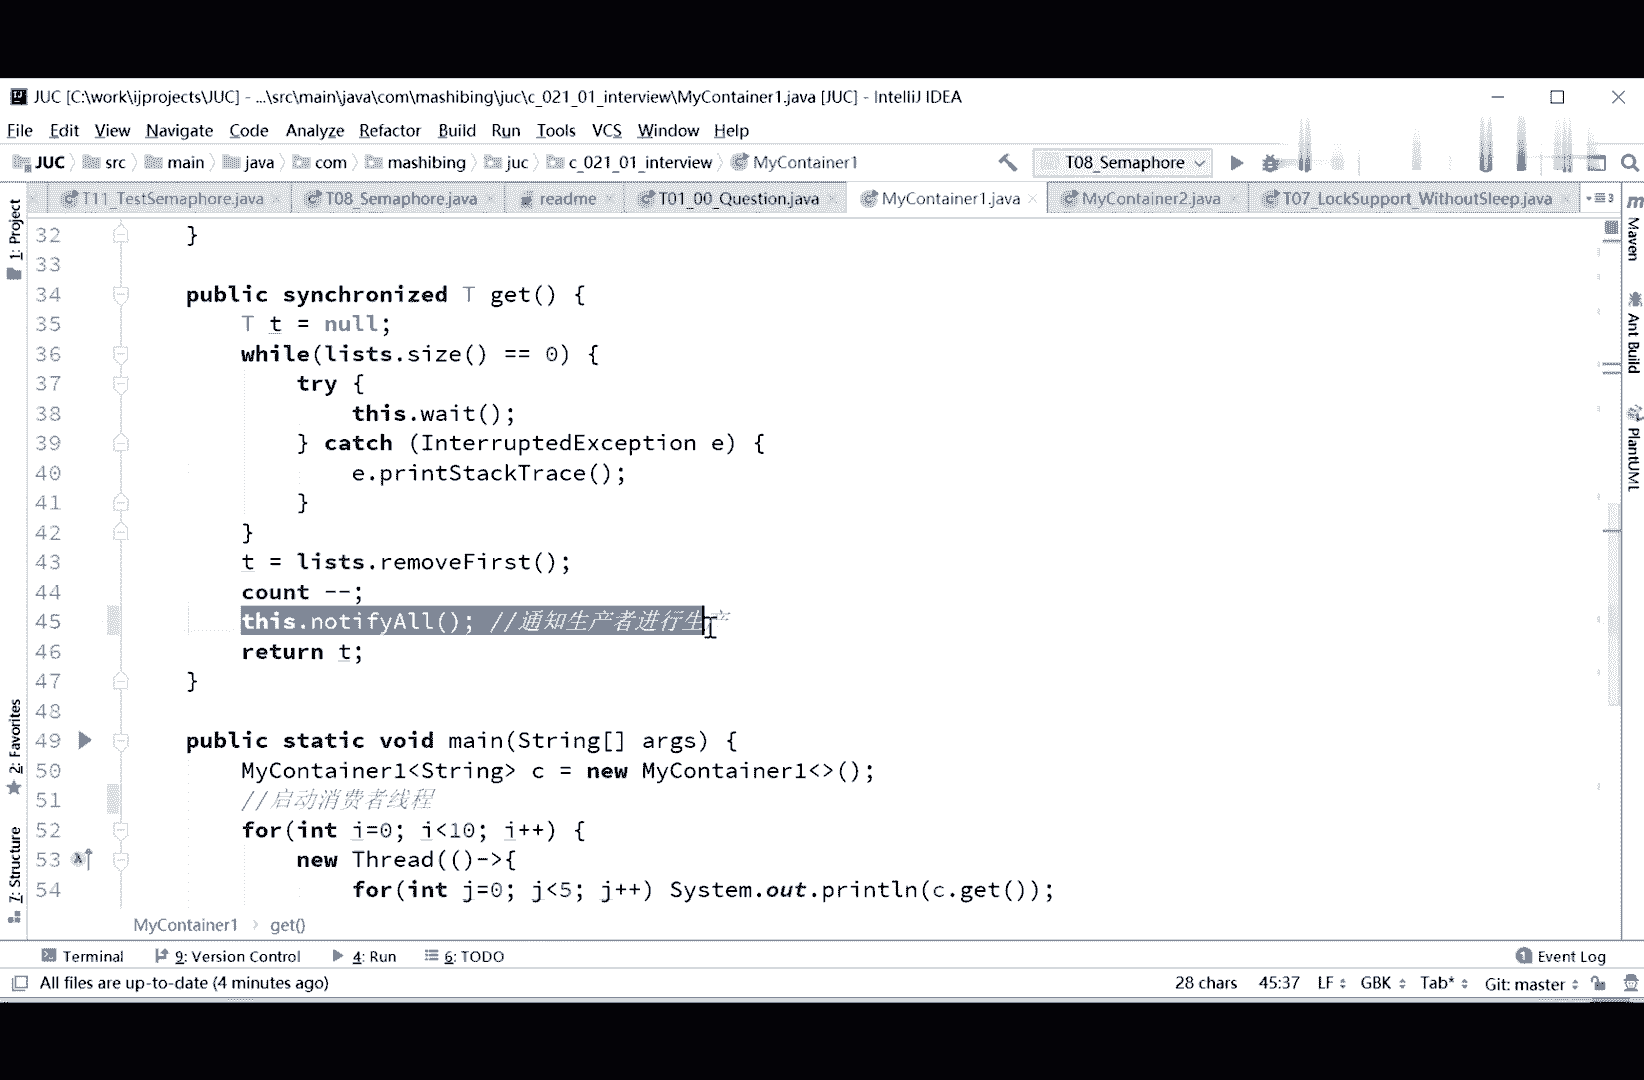 JUC [C:\work\ijprojects\JUC] - ...\src\main\java\com\mashibing\juc\c_021_01_interview\MyContainer1.java [JUC] - IntelliJ IDEA
File Edit View Navigate Code Analyze Refactor Build Run Tools VCS Window Help
JUC src main java com mashibing juc c_021_01_interview MyContainer1 T08_Semaphore
T11_TestSemaphore.java T08_Semaphore.java readme T01_00_Question.java MyContainer1.java MyContainer2.java T07_LockSupport_WithoutSleep.java 3
1: Project
2: Favorites
7: Structure
Maven
Ant Build
PlantUML
32 }
33
34 public synchronized T get() {
35 T t = null;
36 while(lists.size() == 0) {
37 try {
38 this.wait();
39 } catch (InterruptedException e) {
40 e.printStackTrace();
41 }
42 }
43 t = lists.removeFirst();
44 count --;
45 this.notifyAll(); //通知生产者进行生产
46 return t;
47 }
48
49 public static void main(String[] args) {
50 MyContainer1<String> c = new MyContainer1<>();
51 //启动消费者线程
52 for(int i=0; i<10; i++) {
53 new Thread(()->{
54 for(int j=0; j<5; j++) System.out.println(c.get());
MyContainer1 get()
Terminal 9: Version Control 4: Run 6: TODO 1 Event Log
All files are up-to-date (4 minutes ago) 28 chars 45:37 LF GBK Tab* Git: master